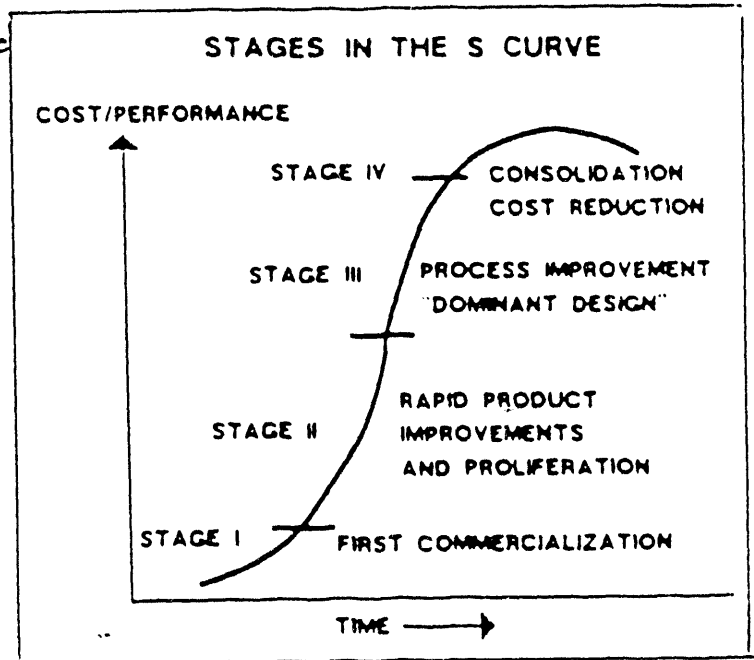 STAGES IN THE S CURVE
COST/PERFORMANCE
STAGE IV
CONSOLIDATION
COST REDUCTION
STAGE III
PROCESS IMPROVEMENT
"DOMINANT DESIGN"
STAGE II
RAPID PRODUCT
IMPROVEMENTS
AND PROLIFERATION
STAGE I
FIRST COMMERCIALIZATION
TIME